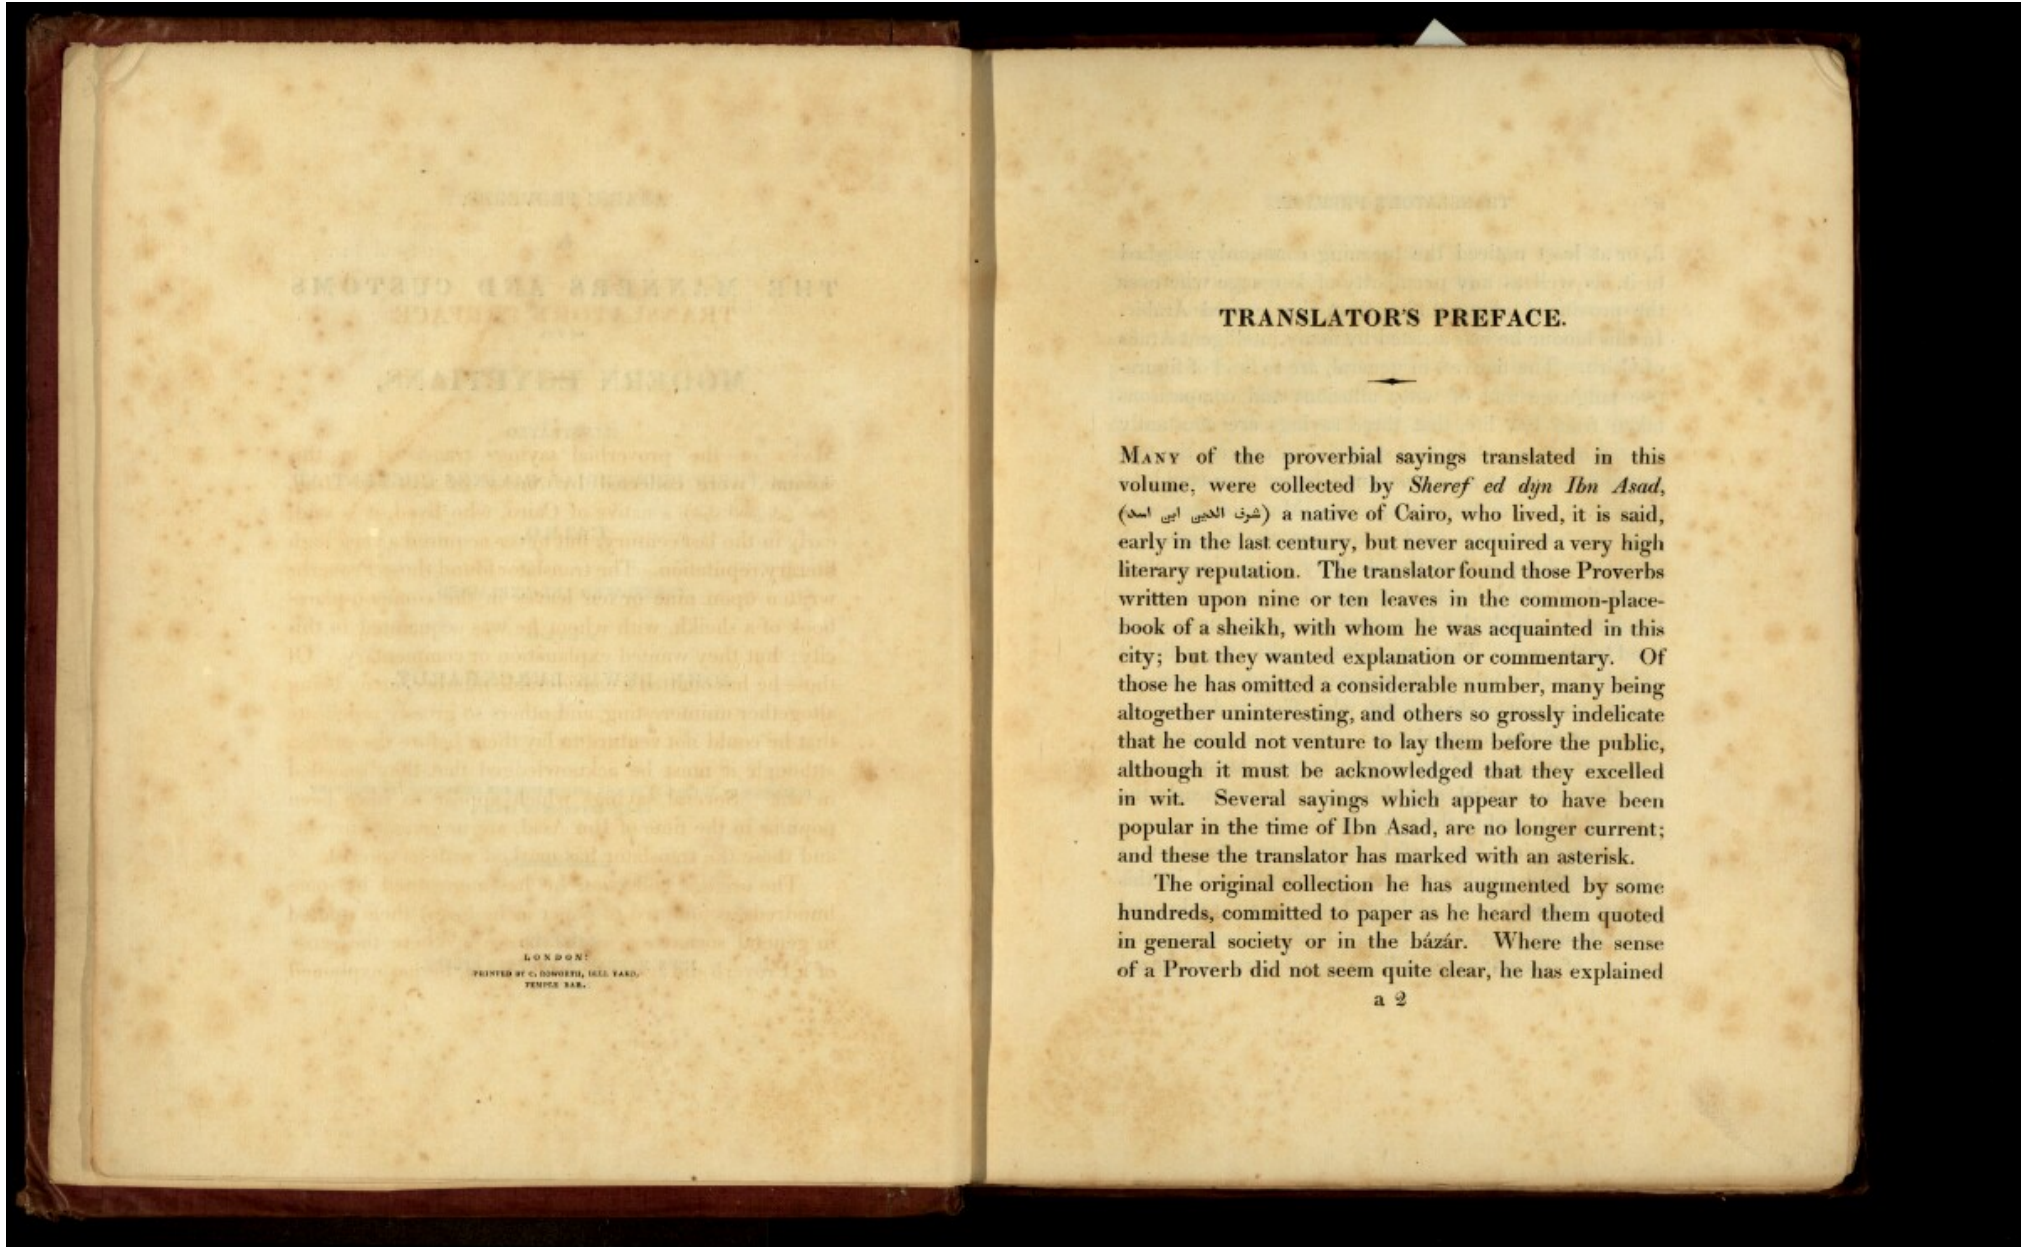 LONDON:
PRINTED BY C. ROWORTH, BELL YARD,
TEMPLE BAR.
TRANSLATOR'S PREFACE.
MANY of the proverbial sayings translated in this
volume, were collected by Sheref ed dyn Ibn Asad,
(شرف الدين ابن اسد) a native of Cairo, who lived, it is said,
early in the last century, but never acquired a very high
literary reputation. The translator found those Proverbs
written upon nine or ten leaves in the common-place-
book of a sheikh, with whom he was acquainted in this
city; but they wanted explanation or commentary. Of
those he has omitted a considerable number, many being
altogether uninteresting, and others so grossly indelicate
that he could not venture to lay them before the public,
although it must be acknowledged that they excelled
in wit. Several sayings which appear to have been
popular in the time of Ibn Asad, are no longer current;
and these the translator has marked with an asterisk.
The original collection he has augmented by some
hundreds, committed to paper as he heard them quoted
in general society or in the bázár. Where the sense
of a Proverb did not seem quite clear, he has explained
a 2